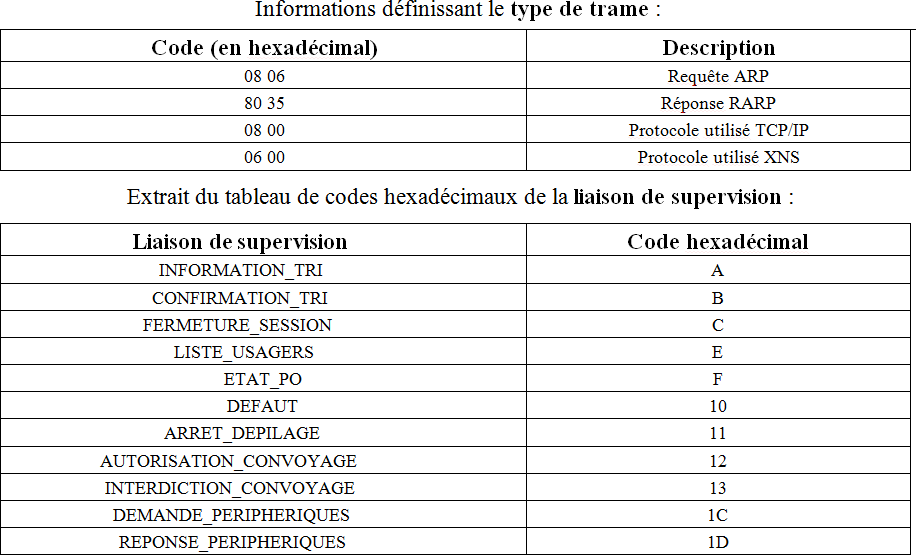 Informations définissant le type de trame :
Code (en hexadécimal) Description
08 06 Requête ARP
80 35 Réponse RARP
08 00 Protocole utilisé TCP/IP
06 00 Protocole utilisé XNS
Extrait du tableau de codes hexadécimaux de la liaison de supervision :
Liaison de supervision Code hexadécimal
INFORMATION_TRI A
CONFIRMATION_TRI B
FERMETURE_SESSION C
LISTE_USAGERS E
ETAT_PO F
DEFAUT 10
ARRET_DEPILAGE 11
AUTORISATION_CONVOYAGE 12
INTERDICTION_CONVOYAGE 13
DEMANDE_PERIPHERIQUES 1C
REPONSE_PERIPHERIQUES 1D